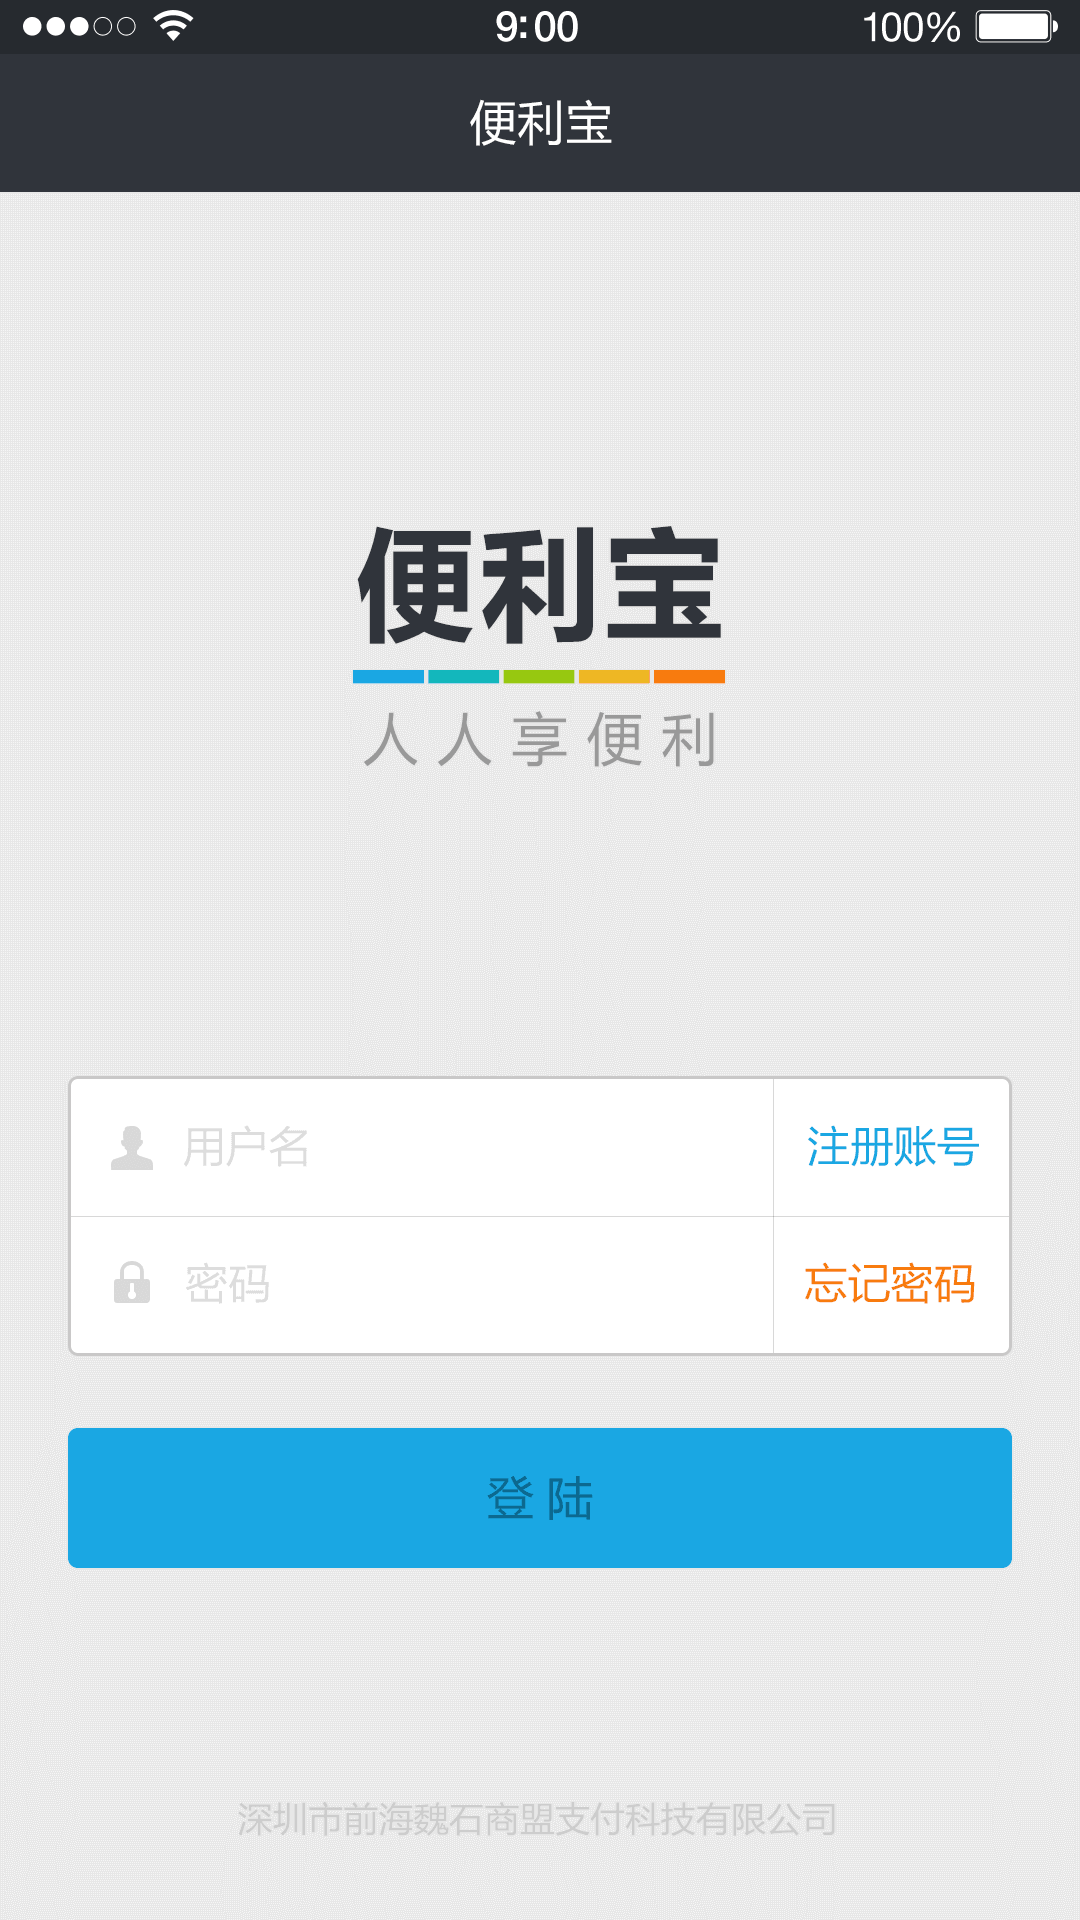 9:00 100%
便利宝
便利宝
人人享便利
用户名 注册账号
密码 忘记密码
登陆
深圳市前海魏石商盟支付科技有限公司